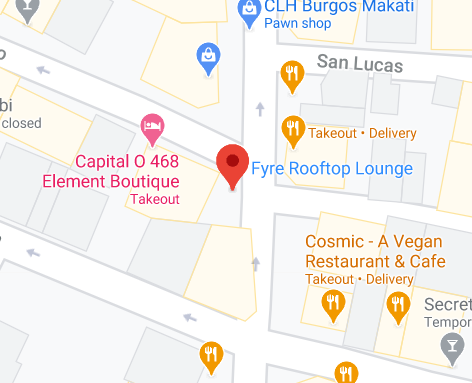 CLH Burgos Makati
Pawn shop
San Lucas
bi
closed
Takeout • Delivery
Capital O 468
Element Boutique
Takeout
Fyre Rooftop Lounge
Cosmic - A Vegan
Restaurant & Cafe
Takeout • Delivery
Secret
Tempor